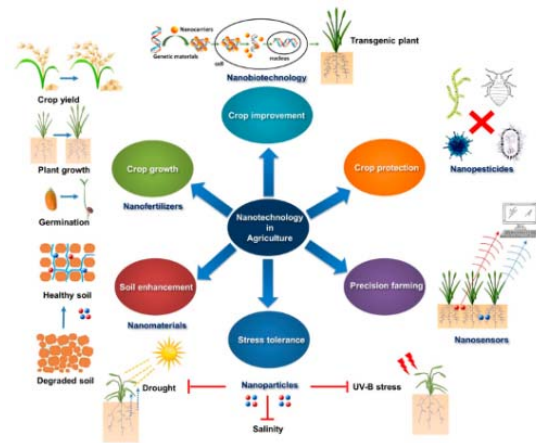 Nanocarriers
Genetic materials
cell
nucleus
Transgenic plant
Nanobiotechnology
Crop yield
Crop improvement
Plant growth
Crop growth
Crop protection
Nanopesticides
Nanofertilizers
Germination
Nanotechnology
in
Agriculture
Healthy soil
Soil enhancement
Precision farming
Nanomaterials
Nanosensors
Stress tolerance
Degraded soil
Drought
Nanoparticles
UV-B stress
Salinity